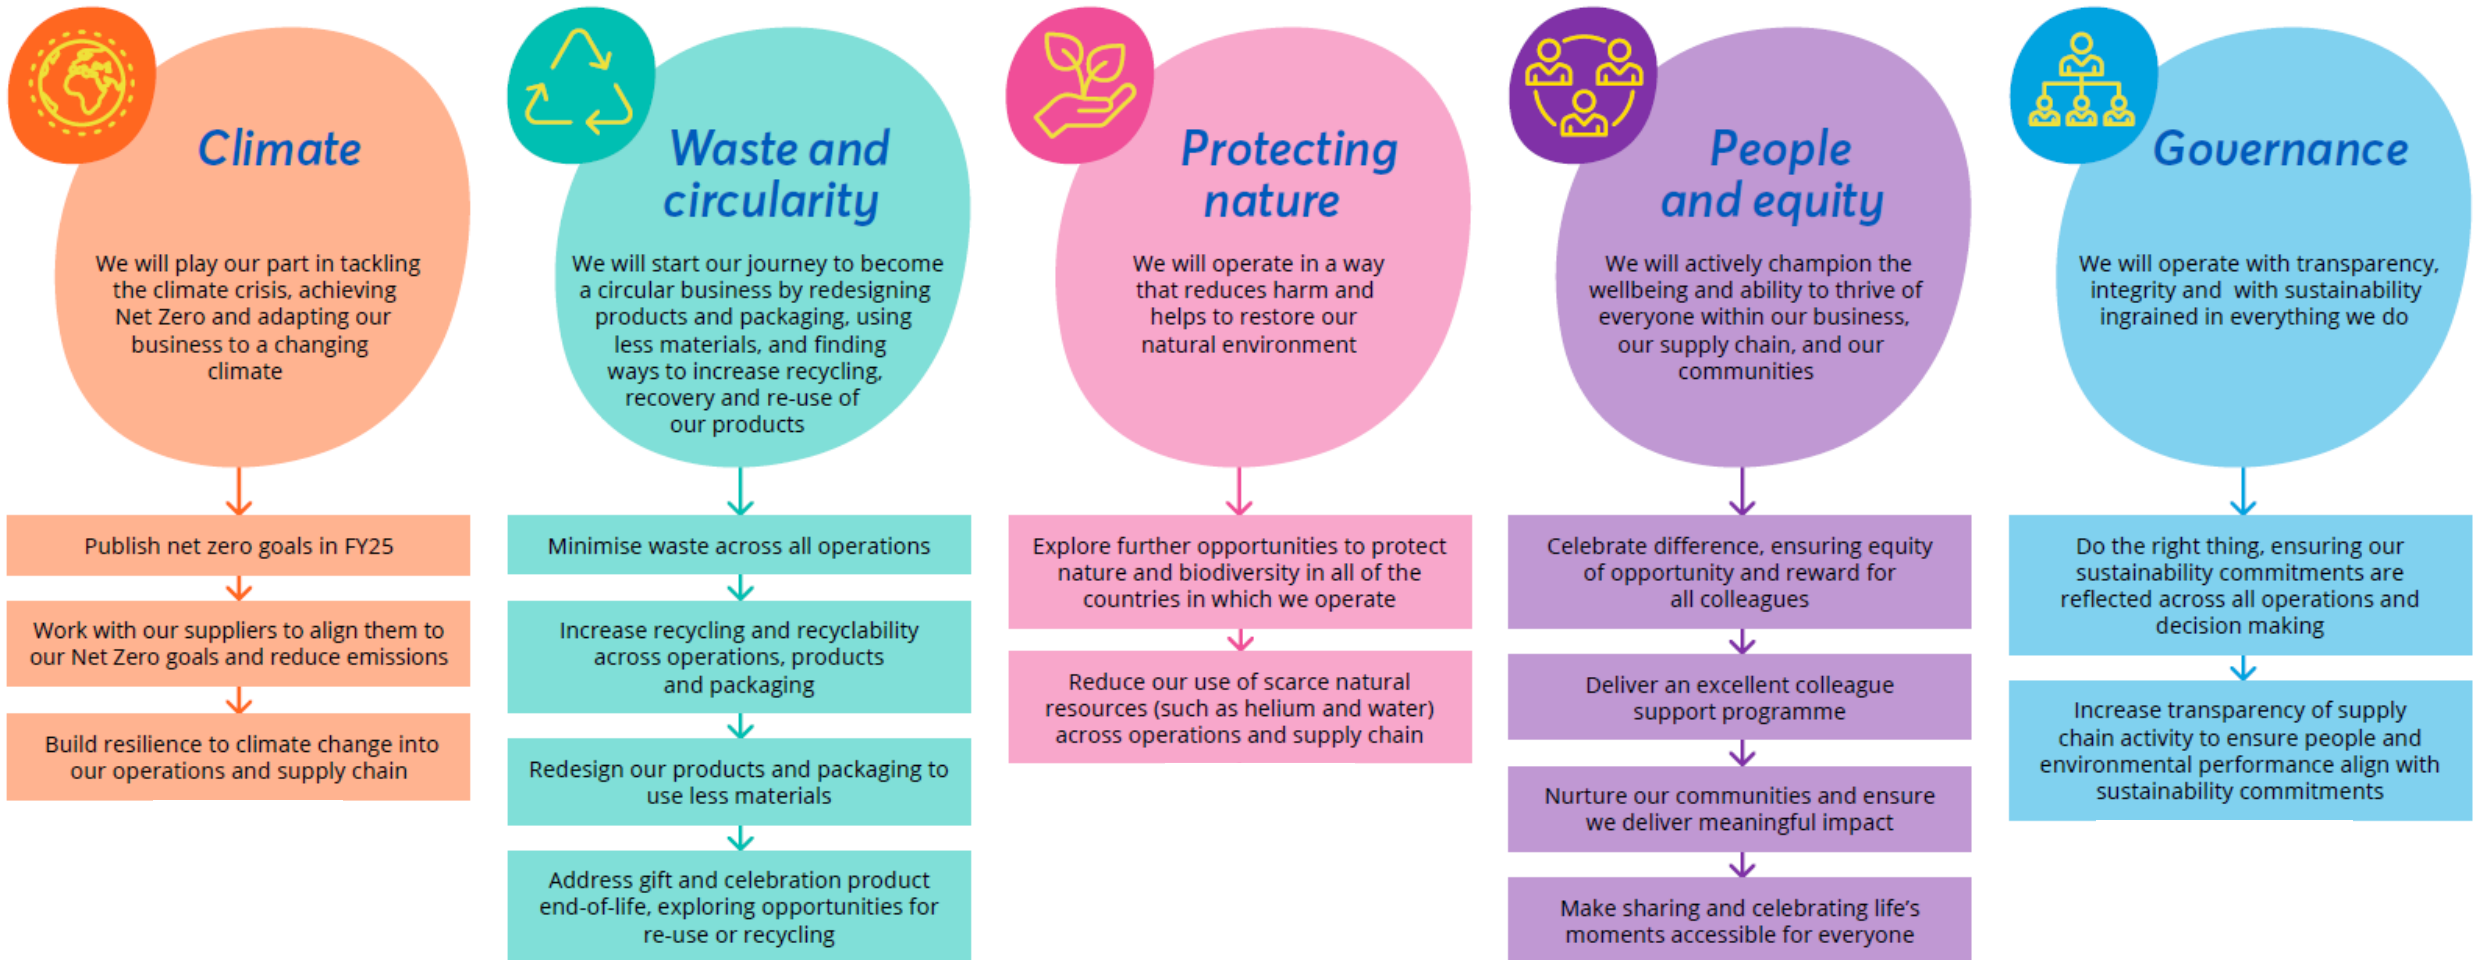 Climate
We will play our part in tackling
the climate crisis, achieving
Net Zero and adapting our
business to a changing
climate
Publish net zero goals in FY25
Work with our suppliers to align them to
our Net Zero goals and reduce emissions
Build resilience to climate change into
our operations and supply chain
Waste and
circularity
We will start our journey to become
a circular business by redesigning
products and packaging, using
less materials, and finding
ways to increase recycling,
recovery and re-use of
our products
Minimise waste across all operations
Increase recycling and recyclability
across operations, products
and packaging
Redesign our products and packaging to
use less materials
Address gift and celebration product
end-of-life, exploring opportunities for
re-use or recycling
Protecting
nature
We will operate in a way
that reduces harm and
helps to restore our
natural environment
Explore further opportunities to protect
nature and biodiversity in all of the
countries in which we operate
Reduce our use of scarce natural
resources (such as helium and water)
across operations and supply chain
People
and equity
We will actively champion the
wellbeing and ability to thrive of
everyone within our business,
our supply chain, and our
communities
Celebrate difference, ensuring equity
of opportunity and reward for
all colleagues
Deliver an excellent colleague
support programme
Nurture our communities and ensure
we deliver meaningful impact
Make sharing and celebrating life’s
moments accessible for everyone
Governance
We will operate with transparency,
integrity and with sustainability
ingrained in everything we do
Do the right thing, ensuring our
sustainability commitments are
reflected across all operations and
decision making
Increase transparency of supply
chain activity to ensure people and
environmental performance align with
sustainability commitments